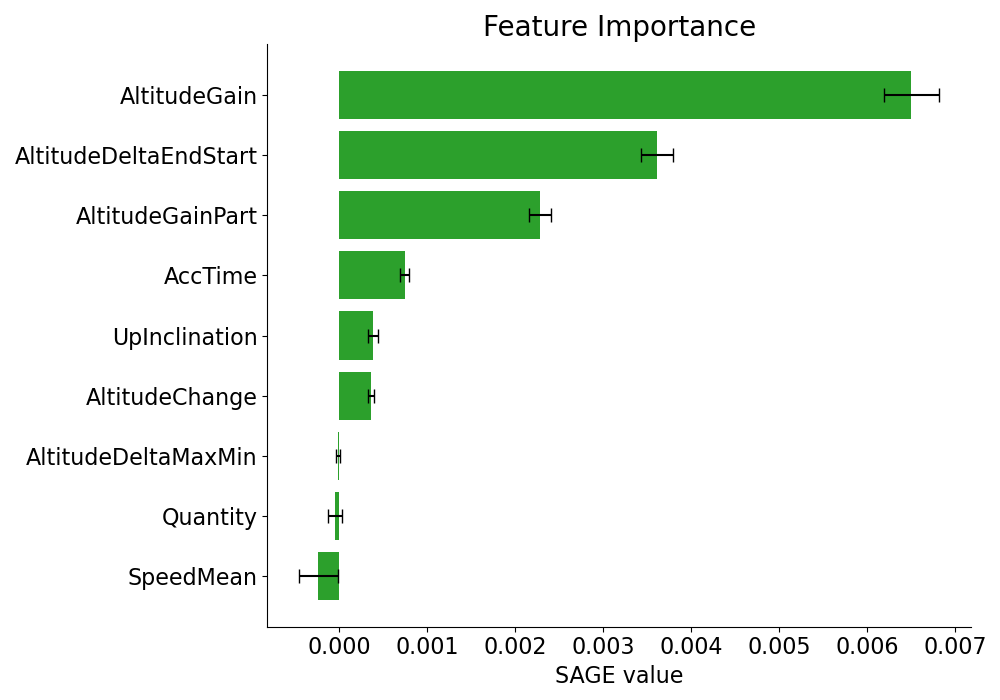 Feature Importance
AltitudeGain
AltitudeDeltaEndStart
AltitudeGainPart
AccTime
UpInclination
AltitudeChange
AltitudeDeltaMaxMin
Quantity
SpeedMean
0.000 0.001 0.002 0.003 0.004 0.005 0.006 0.007
SAGE value